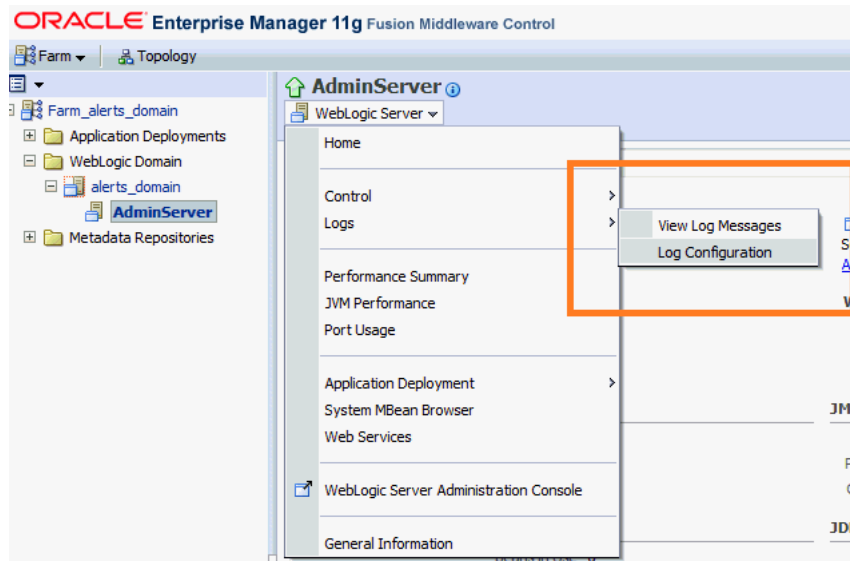 ORACLE Enterprise Manager 11g Fusion Middleware Control
Farm Topology
AdminServer
WebLogic Server
Farm_alerts_domain
Application Deployments
WebLogic Domain
alerts_domain
AdminServer
Metadata Repositories
Home
Control
Logs
View Log Messages
Log Configuration
Performance Summary
JVM Performance
Port Usage
Application Deployment
System MBean Browser
Web Services
WebLogic Server Administration Console
General Information